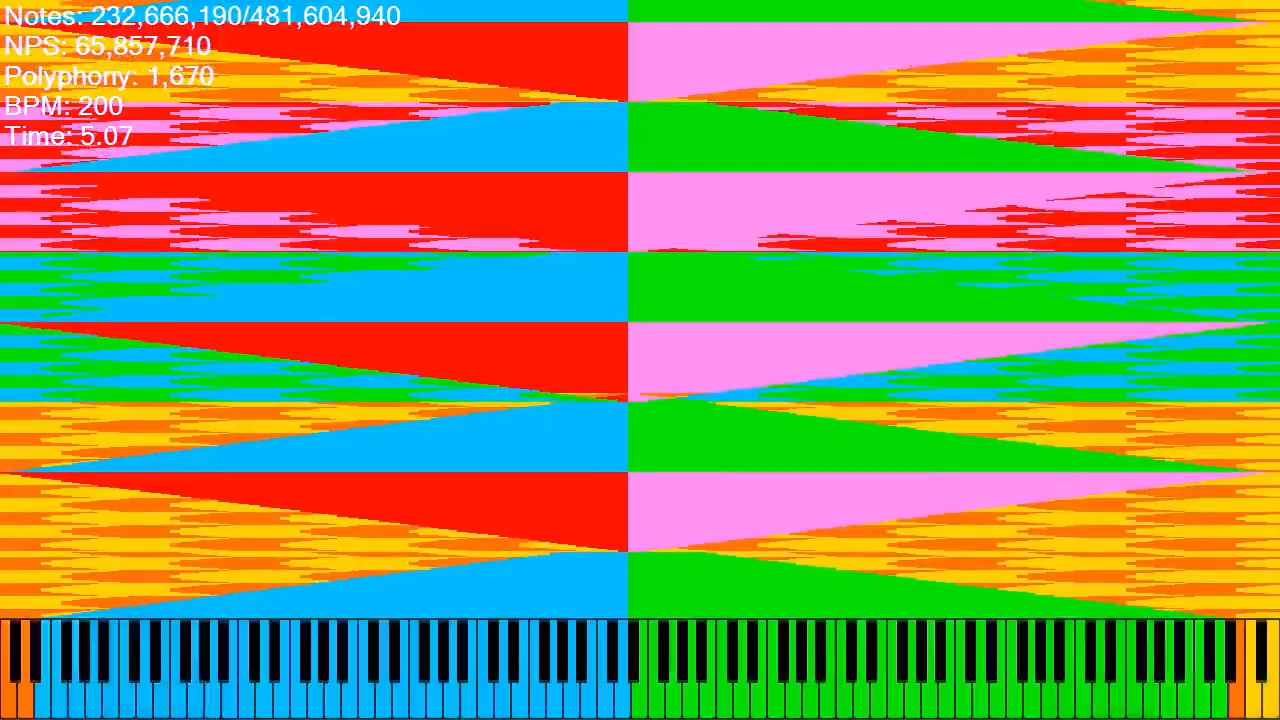 Notes: 232,666,190/481,604,940
NPS: 65,857,710
Polyphony: 1,670
BPM: 200
Time: 5.07